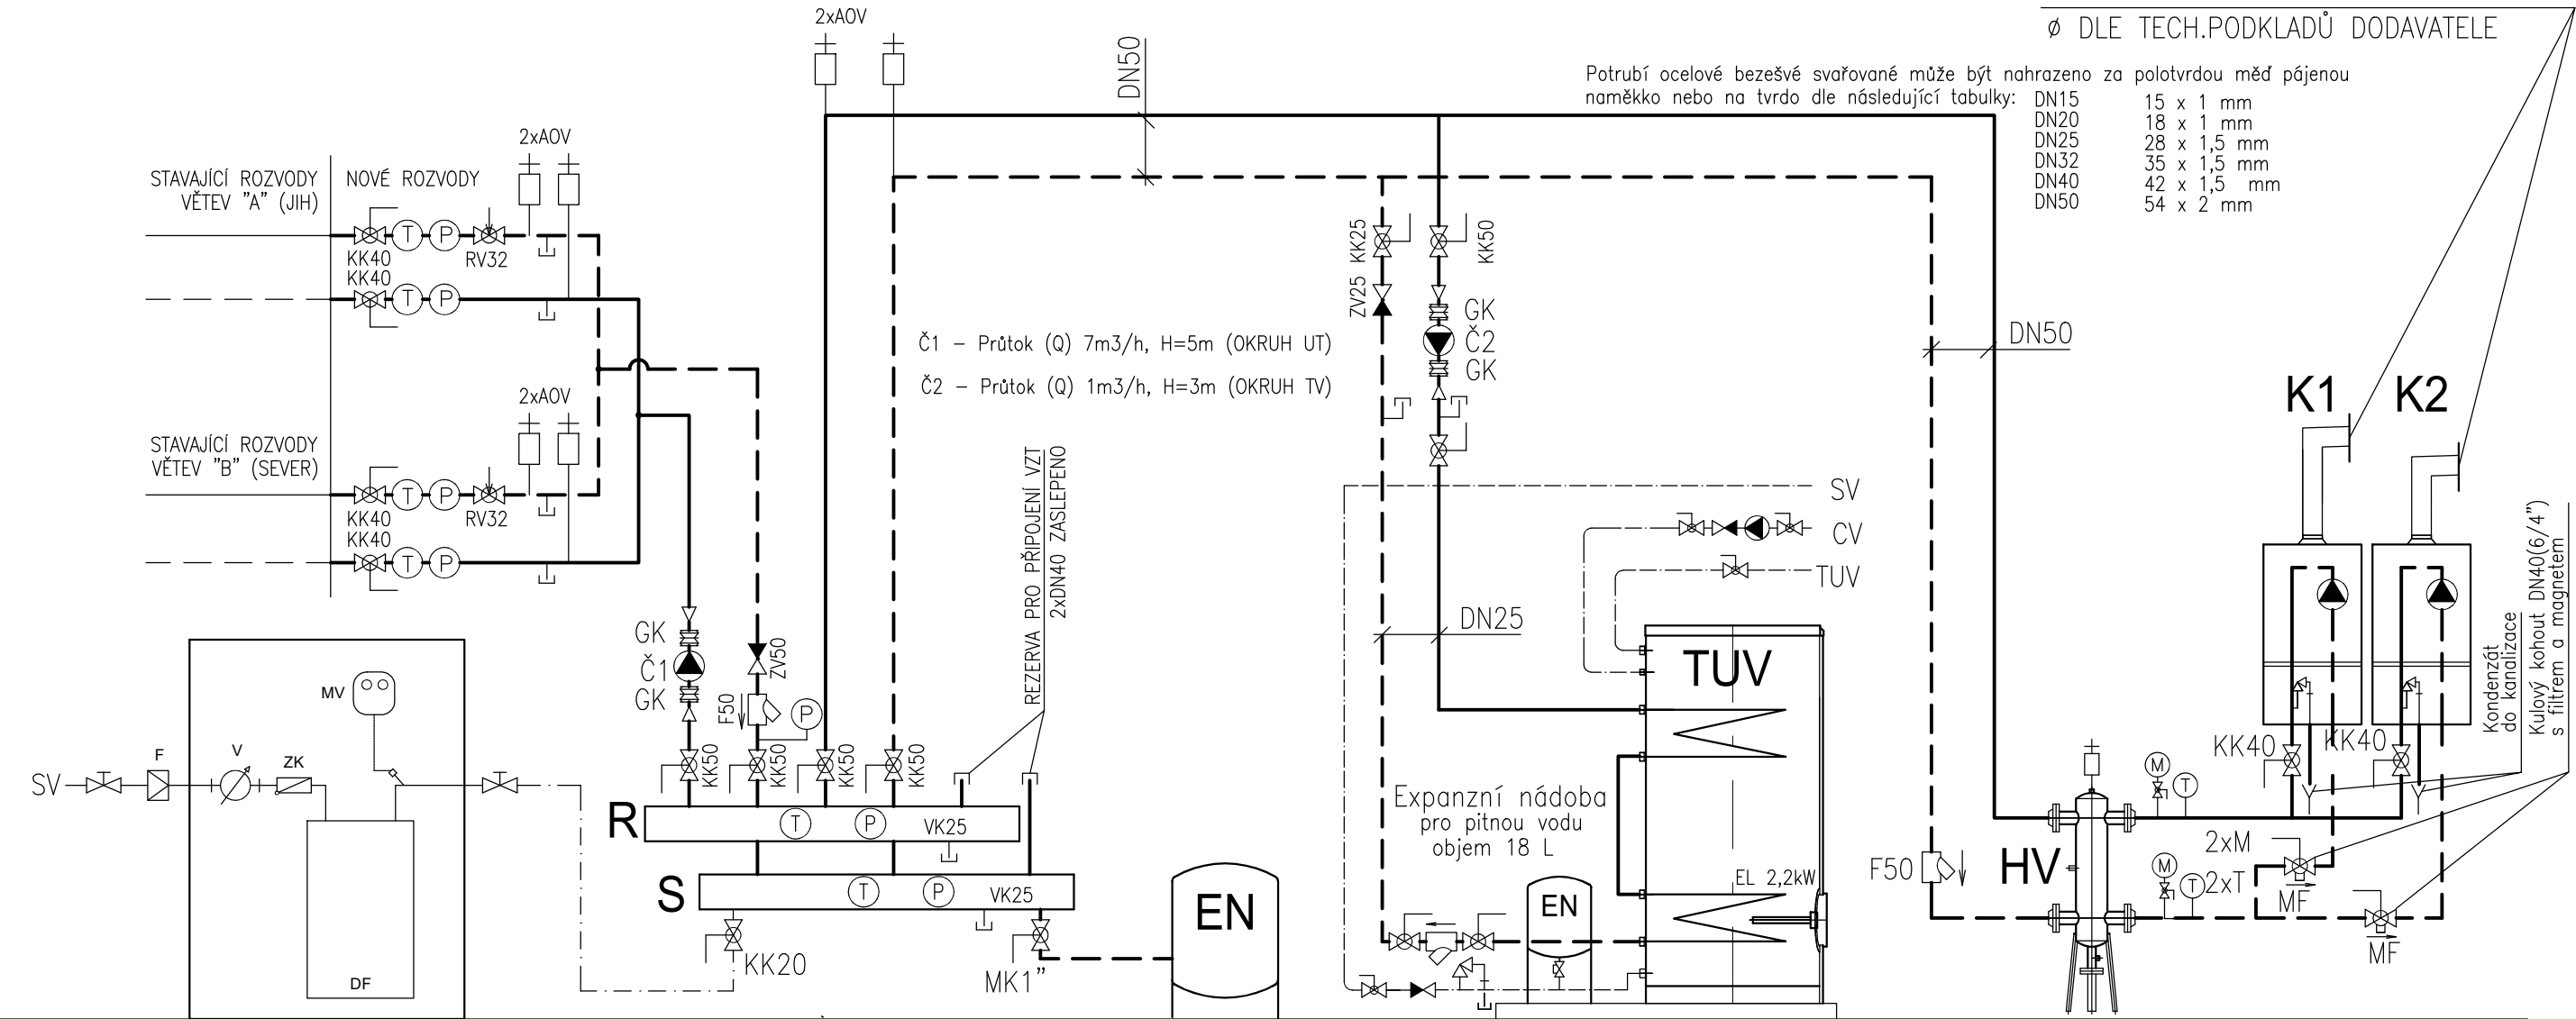 2xAOV
Ø DLE TECH.PODKLADŮ DODAVATELE
DN50
Potrubí ocelové bezešvé svařované může být nahrazeno za polotvrdou měď pájenou
naměkko nebo na tvrdo dle následující tabulky:
DN15 15 x 1 mm
DN20 18 x 1 mm
DN25 28 x 1,5 mm
DN32 35 x 1,5 mm
DN40 42 x 1,5 mm
DN50 54 x 2 mm
2xAOV
STAVAJÍCÍ ROZVODY
VĚTEV "A" (JIH)
NOVÉ ROZVODY
T
P
KK40
RV32
KK40
T
P
KK25
KK50
ZV25
GK
Č2
GK
Č1 – Průtok (Q) 7m3/h, H=5m (OKRUH UT)
Č2 – Průtok (Q) 1m3/h, H=3m (OKRUH TV)
DN50
K1
K2
2xAOV
STAVAJÍCÍ ROZVODY
VĚTEV "B" (SEVER)
T
P
KK40
RV32
KK40
T
P
REZERVA PRO PŘIPOJENÍ VZT
2xDN40 ZASLEPENO
SV
CV
TUV
DN25
GK
Č1
GK
ZV50
F50
P
KK50
KK50
KK50
KK50
TUV
Kondenzát
do kanalizace
Kulový kohout DN40(6/4")
s filtrem a magnetem
KK40
KK40
MV
SV
F
V
ZK
DF
R
T
P
VK25
S
T
P
VK25
KK20
MK1"
EN
Expanzní nádoba
pro pitnou vodu
objem 18 L
EN
EL 2,2kW
F50
HV
M
T
2xM
M
T
2xT
MF
MF